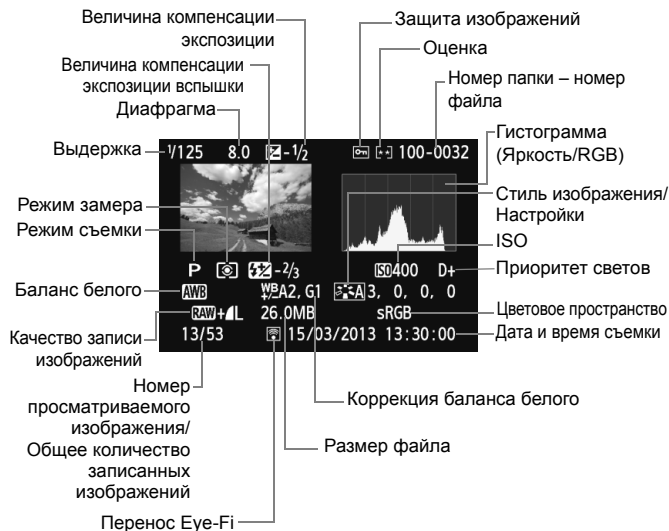 Величина компенсации
экспозиции
Величина компенсации
экспозиции вспышки
Диафрагма
Выдержка
Режим замера
Режим съемки
Баланс белого
Качество записи
изображений
Номер
просматриваемого
изображения/
Общее количество
записанных
изображений
Перенос Eye-Fi
Защита изображений
Оценка
Номер папки – номер
файла
Гистограмма
(Яркость/RGB)
Стиль изображения/
Настройки
ISO
Приоритет светов
Цветовое пространство
Дата и время съемки
Коррекция баланса белого
Размер файла
1/125 8.0 -1/2 100-0032
P -2/3 ISO 400 D+
AWB WB+/- A2, G1 A 3, 0, 0, 0
RAW+L 26.0MB sRGB
13/53 15/03/2013 13:30:00